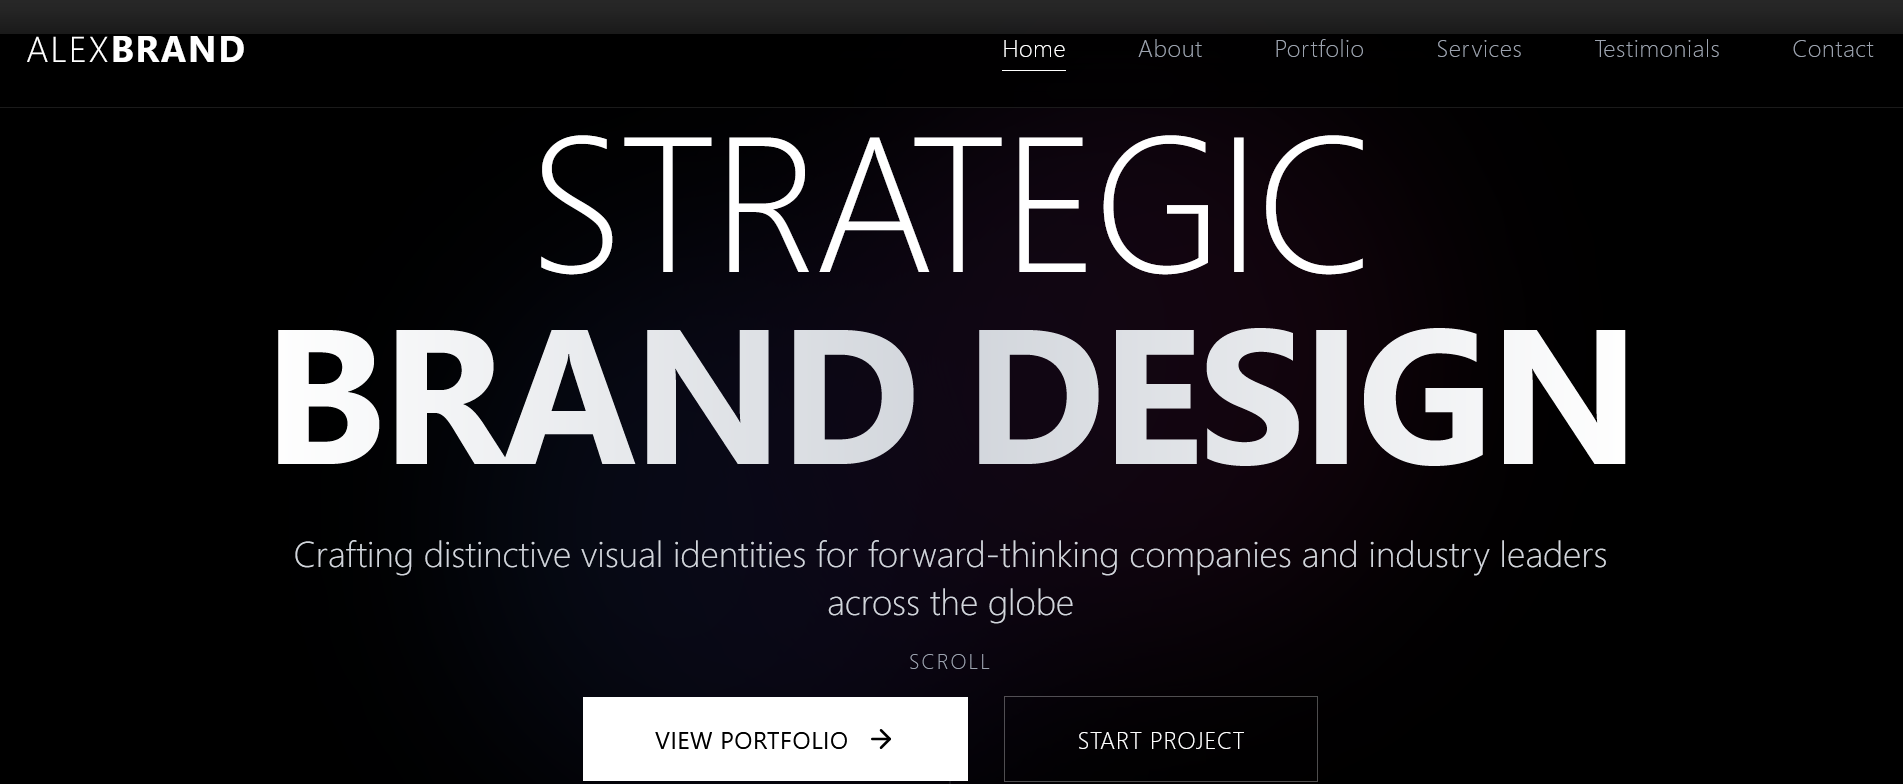 ALEXBRAND
Home About Portfolio Services Testimonials Contact
STRATEGIC
BRAND DESIGN
Crafting distinctive visual identities for forward-thinking companies and industry leaders
across the globe
SCROLL
VIEW PORTFOLIO →
START PROJECT